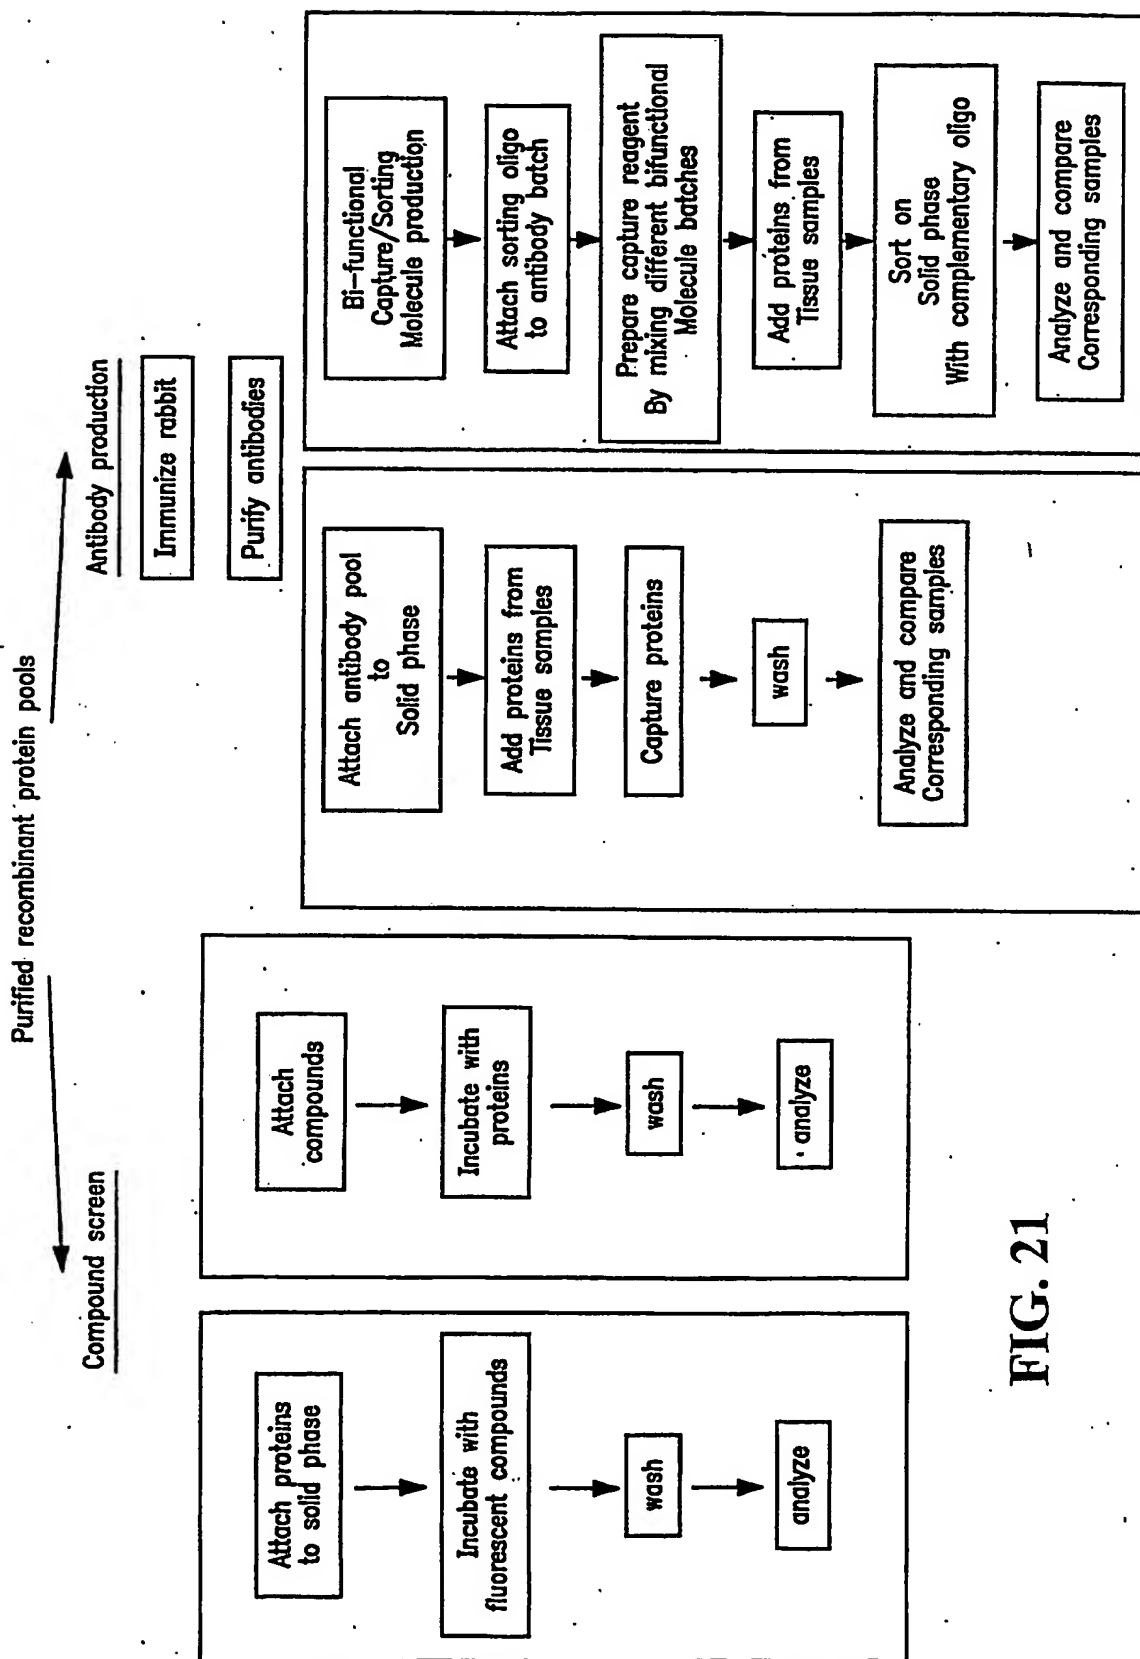 Purified recombinant protein pools
Compound screen
Antibody production
Immunize rabbit
Purify antibodies
Attach proteins
to solid phase
Incubate with
fluorescent compounds
wash
analyze
Attach
compounds
Incubate with
proteins
wash
analyze
Attach antibody pool
to
Solid phase
Add proteins from
Tissue samples
Capture proteins
wash
Analyze and compare
Corresponding samples
Bi-functional
Capture/Sorting
Molecule production
Attach sorting oligo
to antibody batch
Prepare capture reagent
By mixing different bifunctional
Molecule batches
Add proteins from
Tissue samples
Sort on
Solid phase
With complementary oligo
Analyze and compare
Corresponding samples
FIG. 21